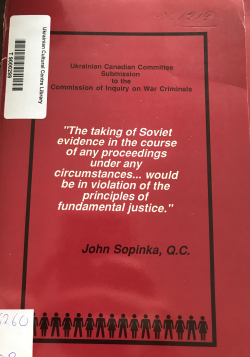 Ukrainian Canadian Committee
Submission
to the
Commission of Inquiry on War Criminals
"The taking of Soviet
evidence in the course
of any proceedings
under any
circumstances... would
be in violation of the
principles of
fundamental justice."
John Sopinka, Q.C.
Ukrainian Cultural Centre Library